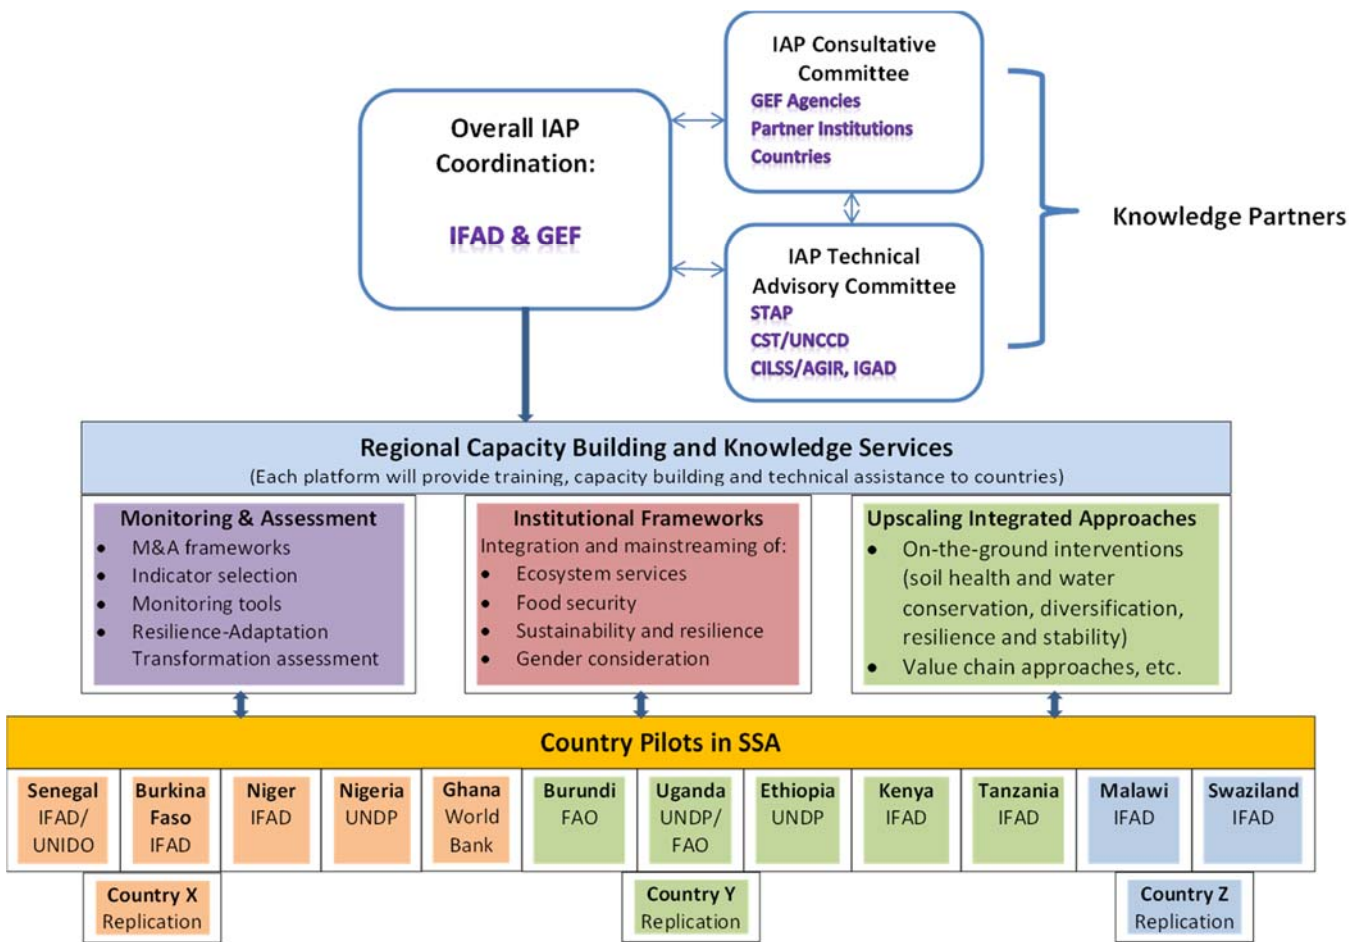 Overall IAP
Coordination:
IFAD & GEF
IAP Consultative
Committee
GEF Agencies
Partner Institutions
Countries
IAP Technical
Advisory Committee
STAP
CST/UNCCD
CILSS/AGIR, IGAD
Knowledge Partners
Regional Capacity Building and Knowledge Services
(Each platform will provide training, capacity building and technical assistance to countries)
Monitoring & Assessment
• M&A frameworks
• Indicator selection
• Monitoring tools
• Resilience-Adaptation
Transformation assessment
Institutional Frameworks
Integration and mainstreaming of:
• Ecosystem services
• Food security
• Sustainability and resilience
• Gender consideration
Upscaling Integrated Approaches
• On-the-ground interventions
(soil health and water
conservation, diversification,
resilience and stability)
• Value chain approaches, etc.
Country Pilots in SSA
Senegal
IFAD/
UNIDO
Burkina
Faso
IFAD
Niger
IFAD
Nigeria
UNDP
Ghana
World
Bank
Burundi
FAO
Uganda
UNDP/
FAO
Ethiopia
UNDP
Kenya
IFAD
Tanzania
IFAD
Malawi
IFAD
Swaziland
IFAD
Country X
Replication
Country Y
Replication
Country Z
Replication